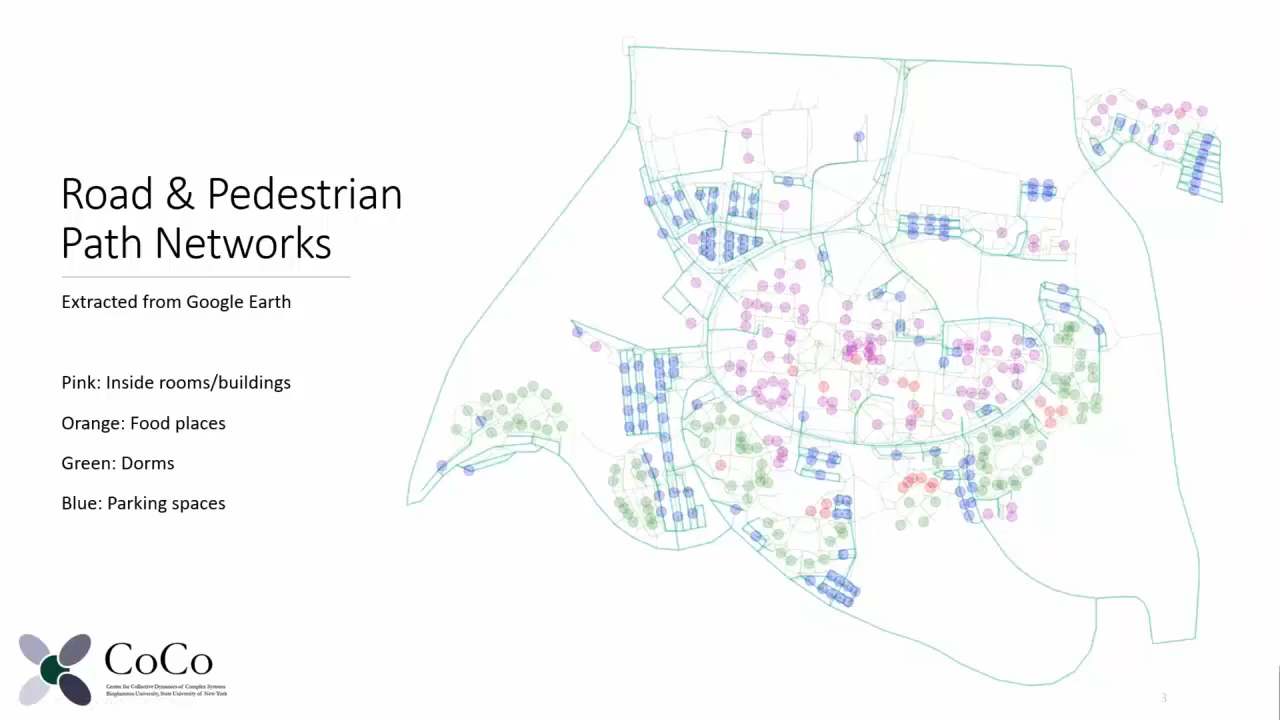 Road & Pedestrian
Path Networks
Extracted from Google Earth
Pink: Inside rooms/buildings
Orange: Food places
Green: Dorms
Blue: Parking spaces
CoCo
Center for Collective Dynamics of Complex Systems
Binghamton University, State University of New York
3